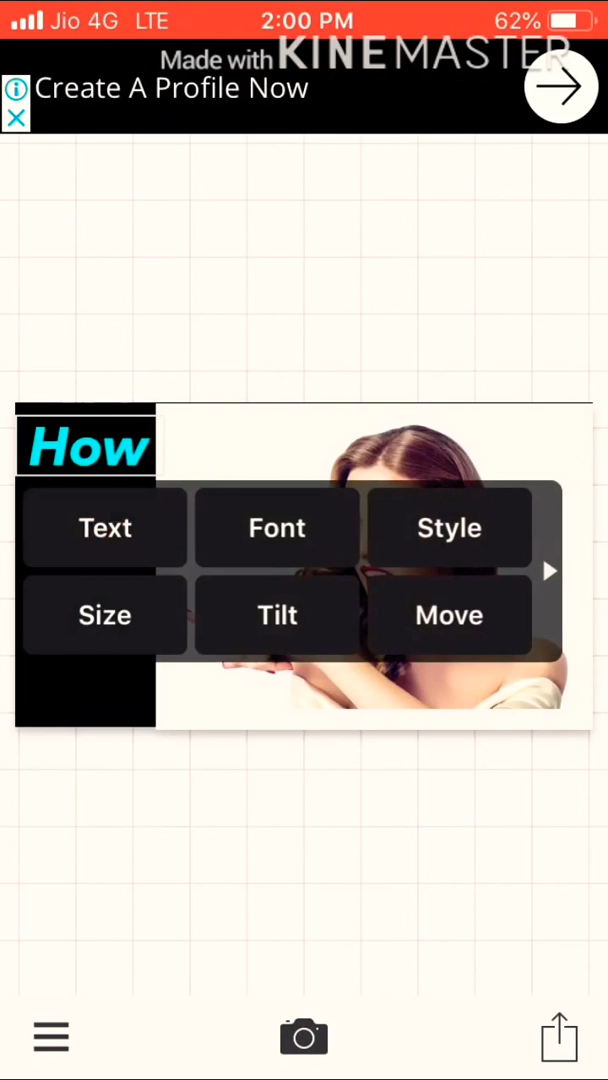 Jio 4G LTE 2:00 PM 62%
Made with KINEMASTER
Create A Profile Now
How
Text Font Style
Size Tilt Move